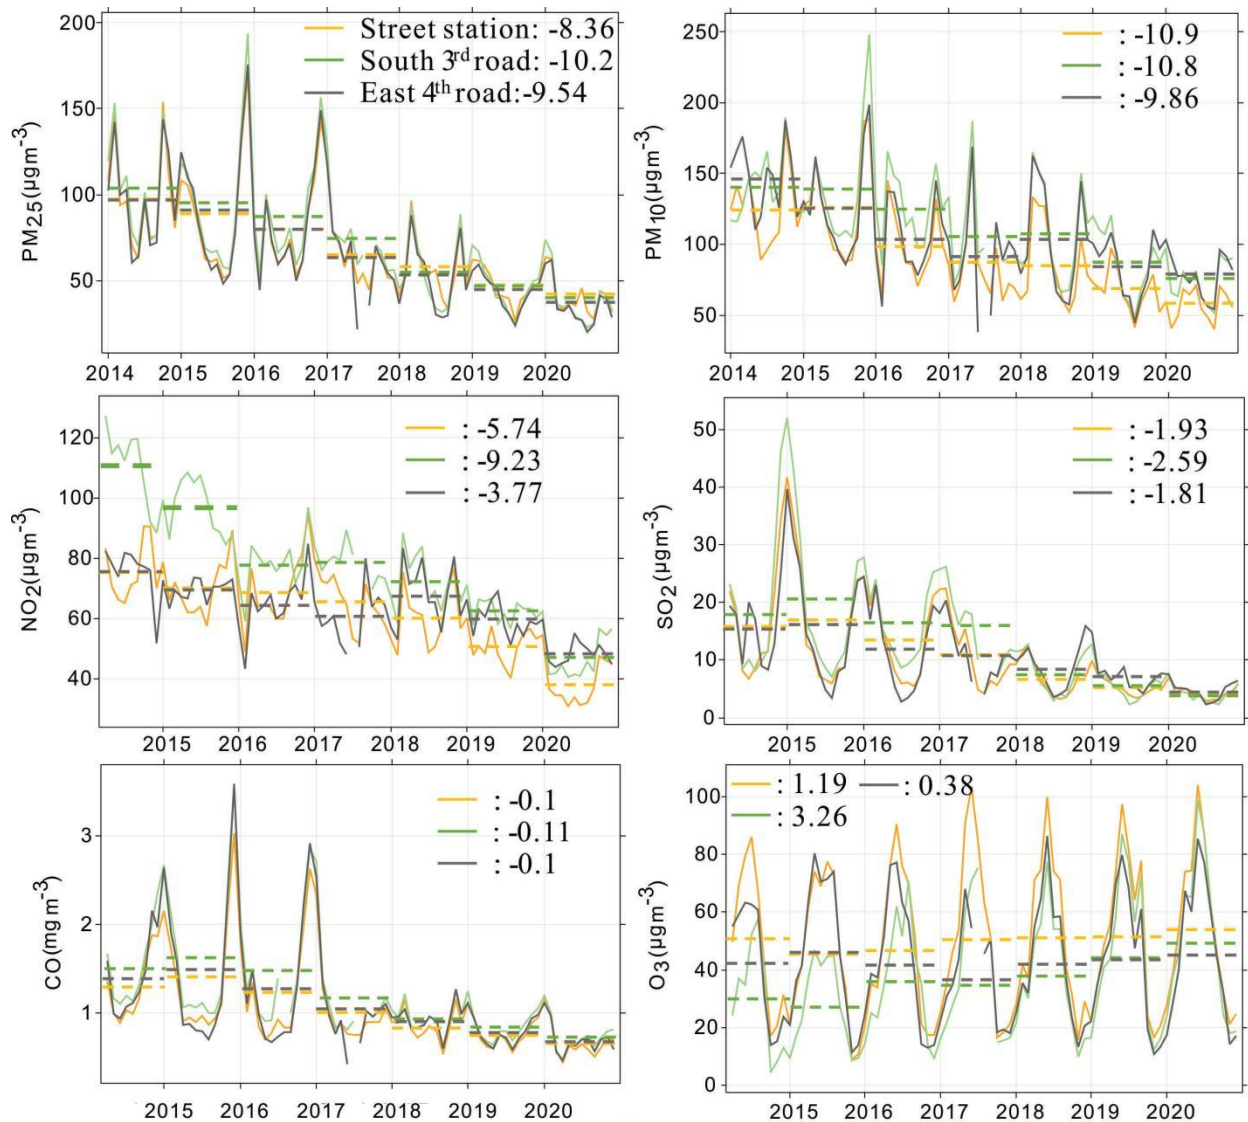 200
150
100
50
PM2.5(µgm-3)
Street station: -8.36
South 3rd road: -10.2
East 4th road:-9.54
2014 2015 2016 2017 2018 2019 2020
250
200
150
100
50
PM10(µgm-3)
: -10.9
: -10.8
: -9.86
2014 2015 2016 2017 2018 2019 2020
120
100
80
60
40
NO2(µgm-3)
: -5.74
: -9.23
: -3.77
2015 2016 2017 2018 2019 2020
50
40
30
20
10
0
SO2(µgm-3)
: -1.93
: -2.59
: -1.81
2015 2016 2017 2018 2019 2020
3
2
1
CO(mg m-3)
: -0.1
: -0.11
: -0.1
2015 2016 2017 2018 2019 2020
100
80
60
40
20
0
O3(µgm-3)
: 1.19 : 0.38
: 3.26
2015 2016 2017 2018 2019 2020